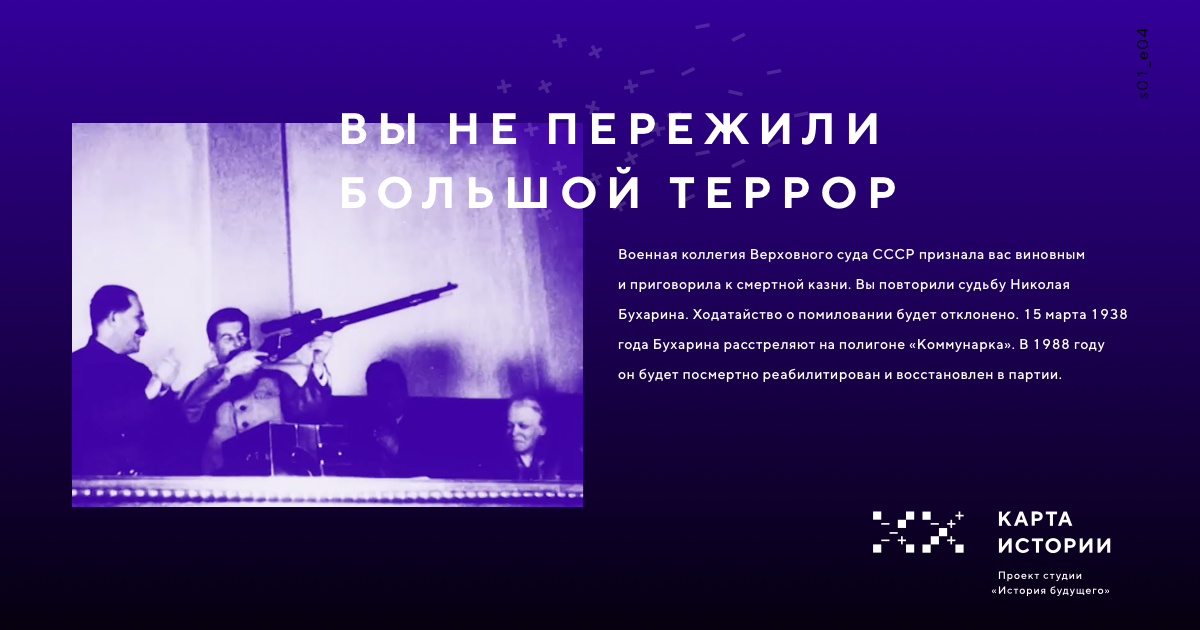 s01_e04
ВЫ НЕ ПЕРЕЖИЛИ
БОЛЬШОЙ ТЕРРОР
Военная коллегия Верховного суда СССР признала вас виновным
и приговорила к смертной казни. Вы повторили судьбу Николая
Бухарина. Ходатайство о помиловании будет отклонено. 15 марта 1938
года Бухарина расстреляют на полигоне «Коммунарка». В 1988 году
он будет посмертно реабилитирован и восстановлен в партии.
КАРТА
ИСТОРИИ
Проект студии
«История будущего»